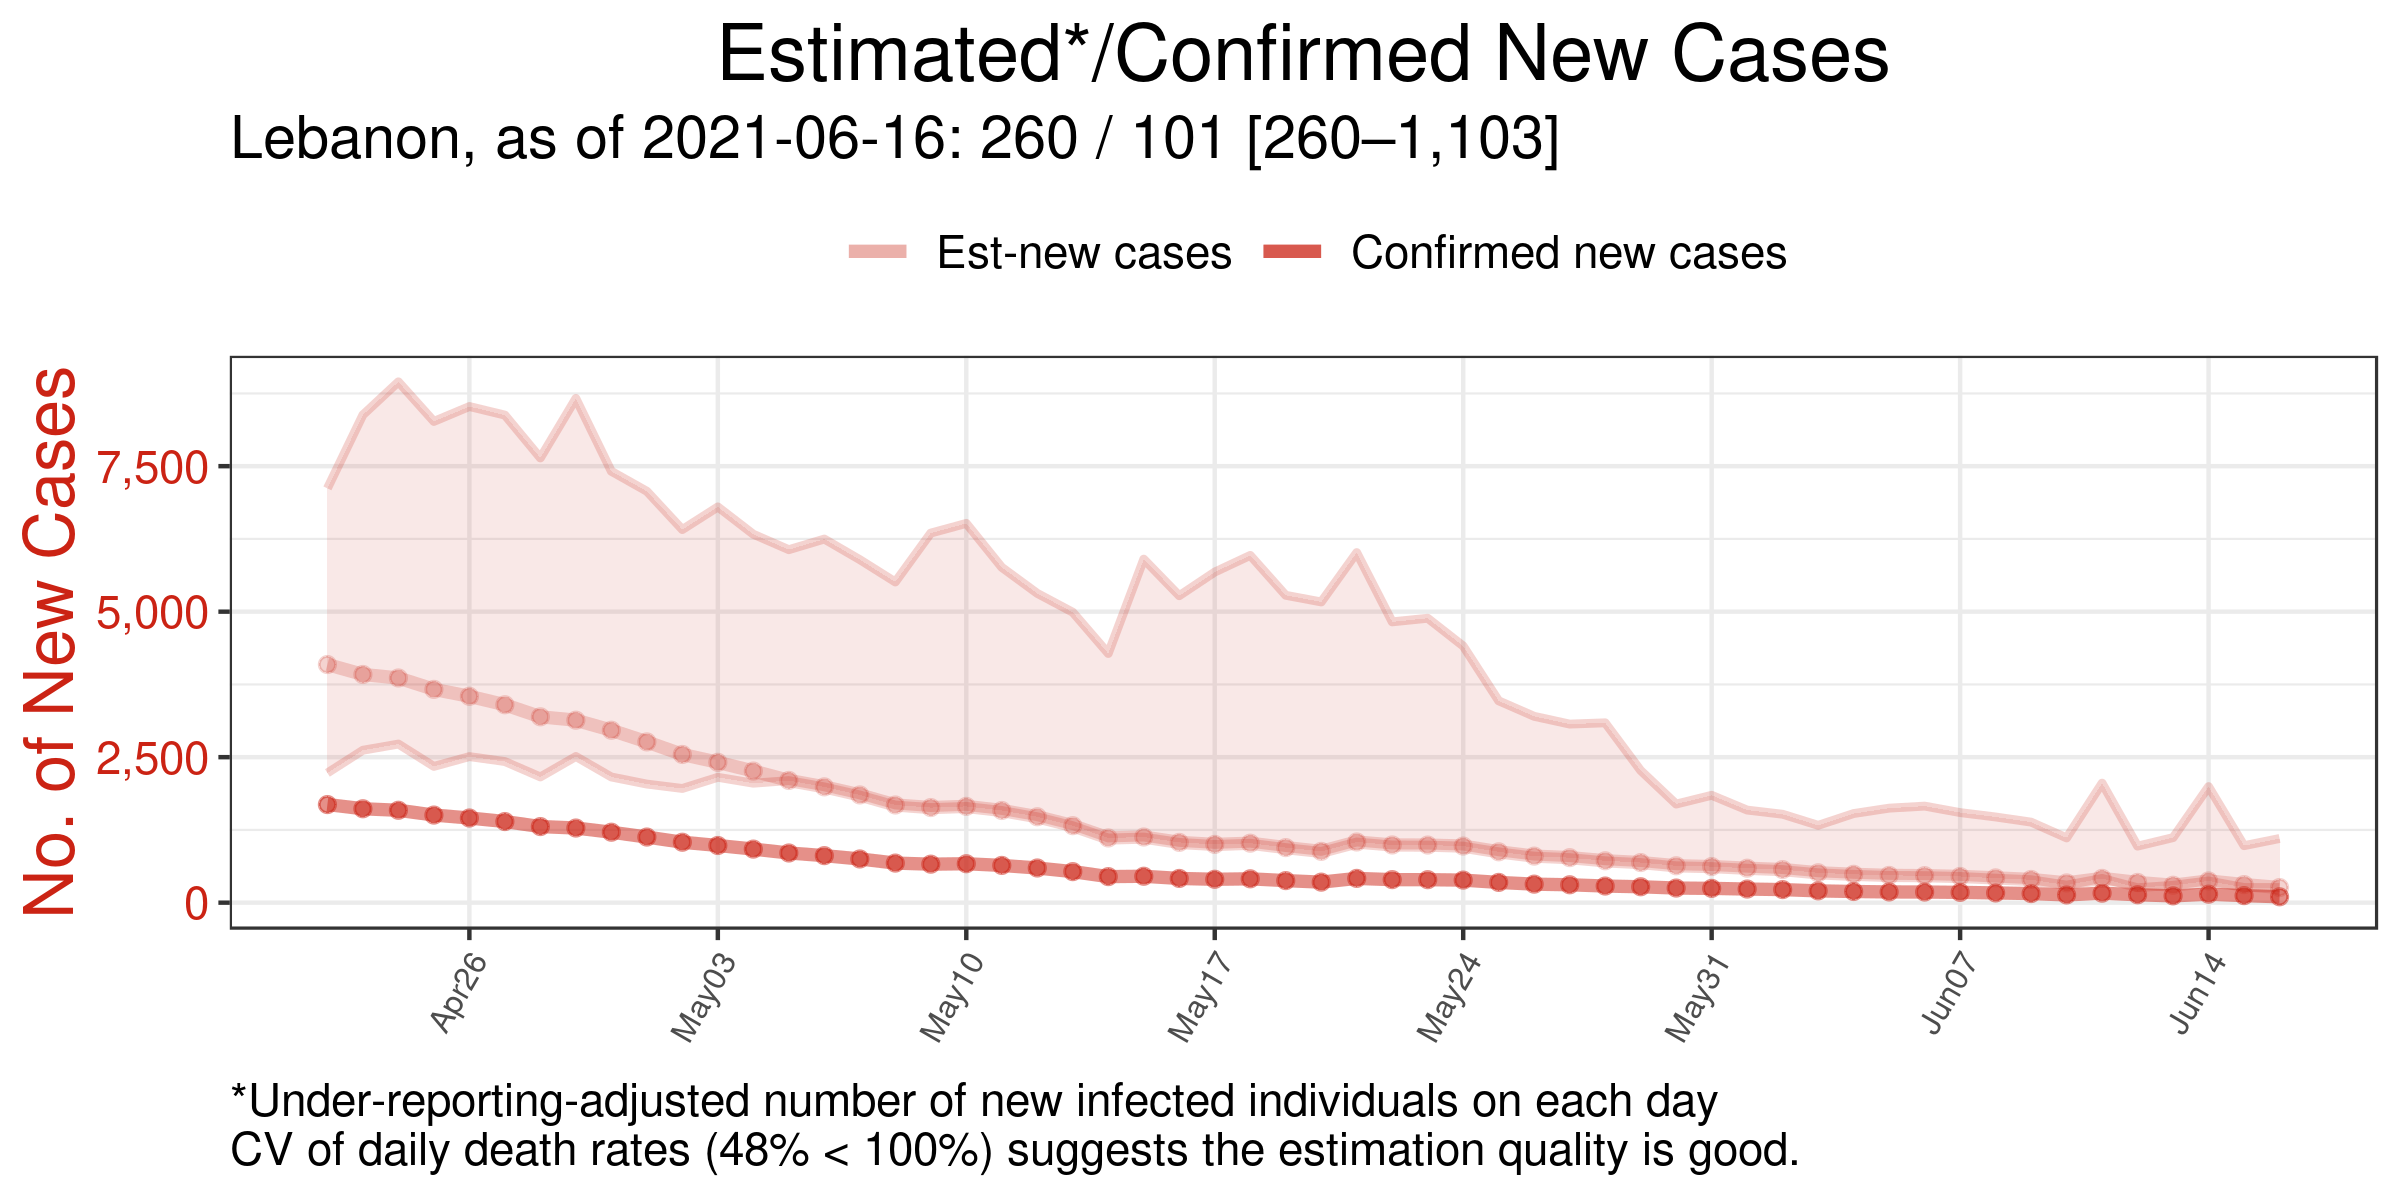 Estimated*/Confirmed New Cases
Lebanon, as of 2021-06-16: 260 / 101 [260–1,103]
Est-new cases
Confirmed new cases
No. of New Cases
7,500
5,000
2,500
0
Apr26
May03
May10
May17
May24
May31
Jun07
Jun14
*Under-reporting-adjusted number of new infected individuals on each day
CV of daily death rates (48% < 100%) suggests the estimation quality is good.